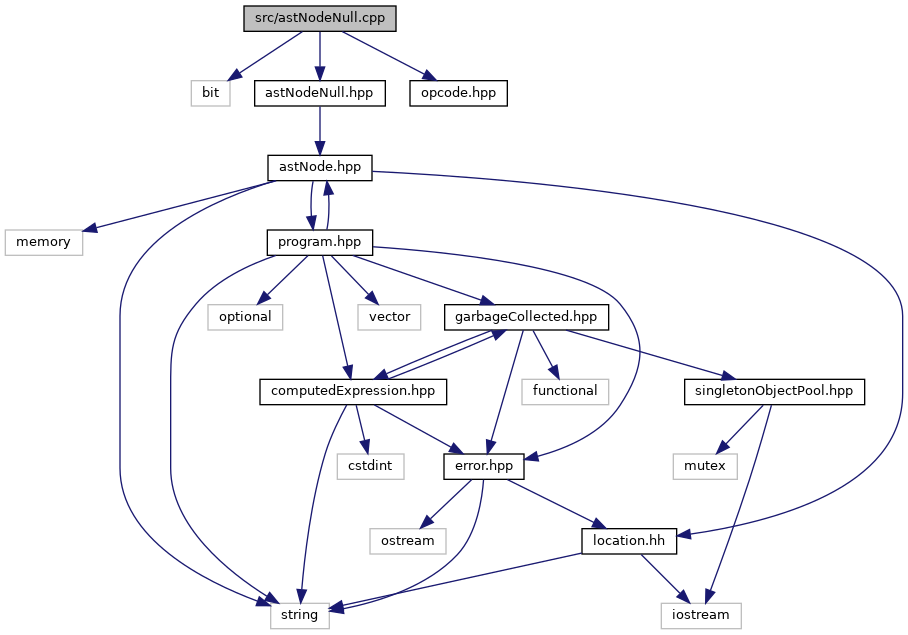 src/astNodeNull.cpp
bit
astNodeNull.hpp
opcode.hpp
astNode.hpp
memory
program.hpp
optional
vector
garbageCollected.hpp
computedExpression.hpp
functional
singletonObjectPool.hpp
cstdint
error.hpp
mutex
ostream
location.hh
string
iostream